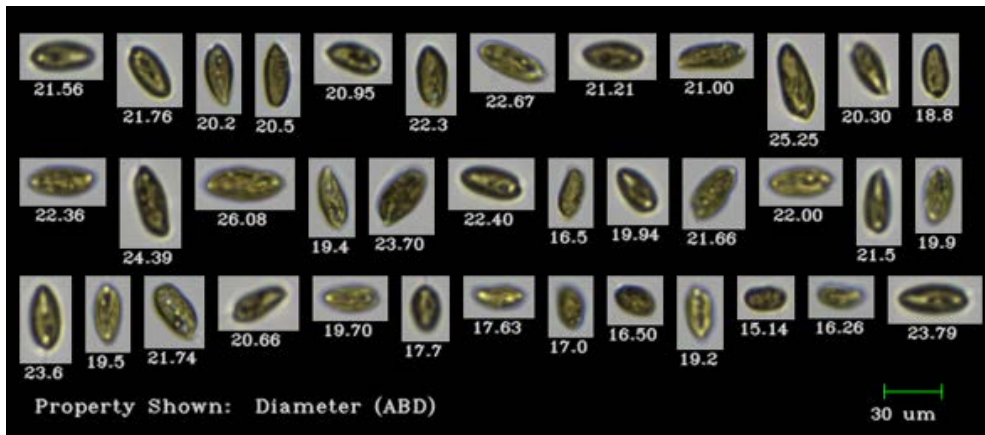 21.56 21.76 20.2 20.5 20.95 22.3 22.67 21.21 21.00 25.25 20.30 18.8
22.36 24.39 26.08 19.4 23.70 22.40 16.5 19.94 21.66 22.00 21.5 19.9
23.6 19.5 21.74 20.66 19.70 17.7 17.63 17.0 16.50 19.2 15.14 16.26 23.79
Property Shown: Diameter (ABD)
30 um